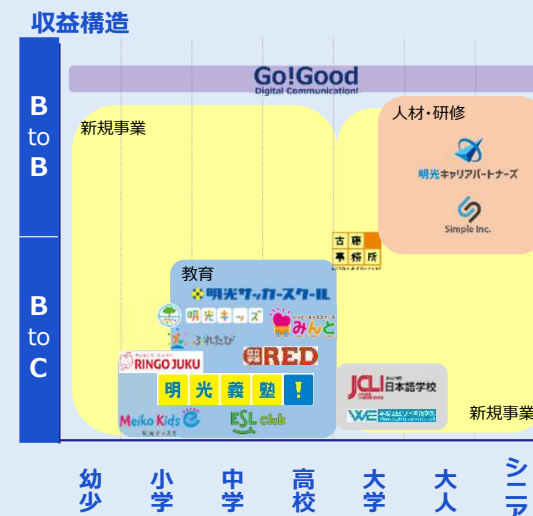 収益構造
Go!Good
Digital Communication!
B
to
B
新規事業
人材・研修
明光キャリアパートナーズ
Simple Inc.
古藤
事務所
B
to
C
教育
明光サッカースクール
明光キッズ
みんと
RINGO JUKU
RED
明光義塾!
JCLI日本語学校
Meiko Kids e
ESL club
新規事業
幼少
小学
中学
高校
大学
大人
シニア